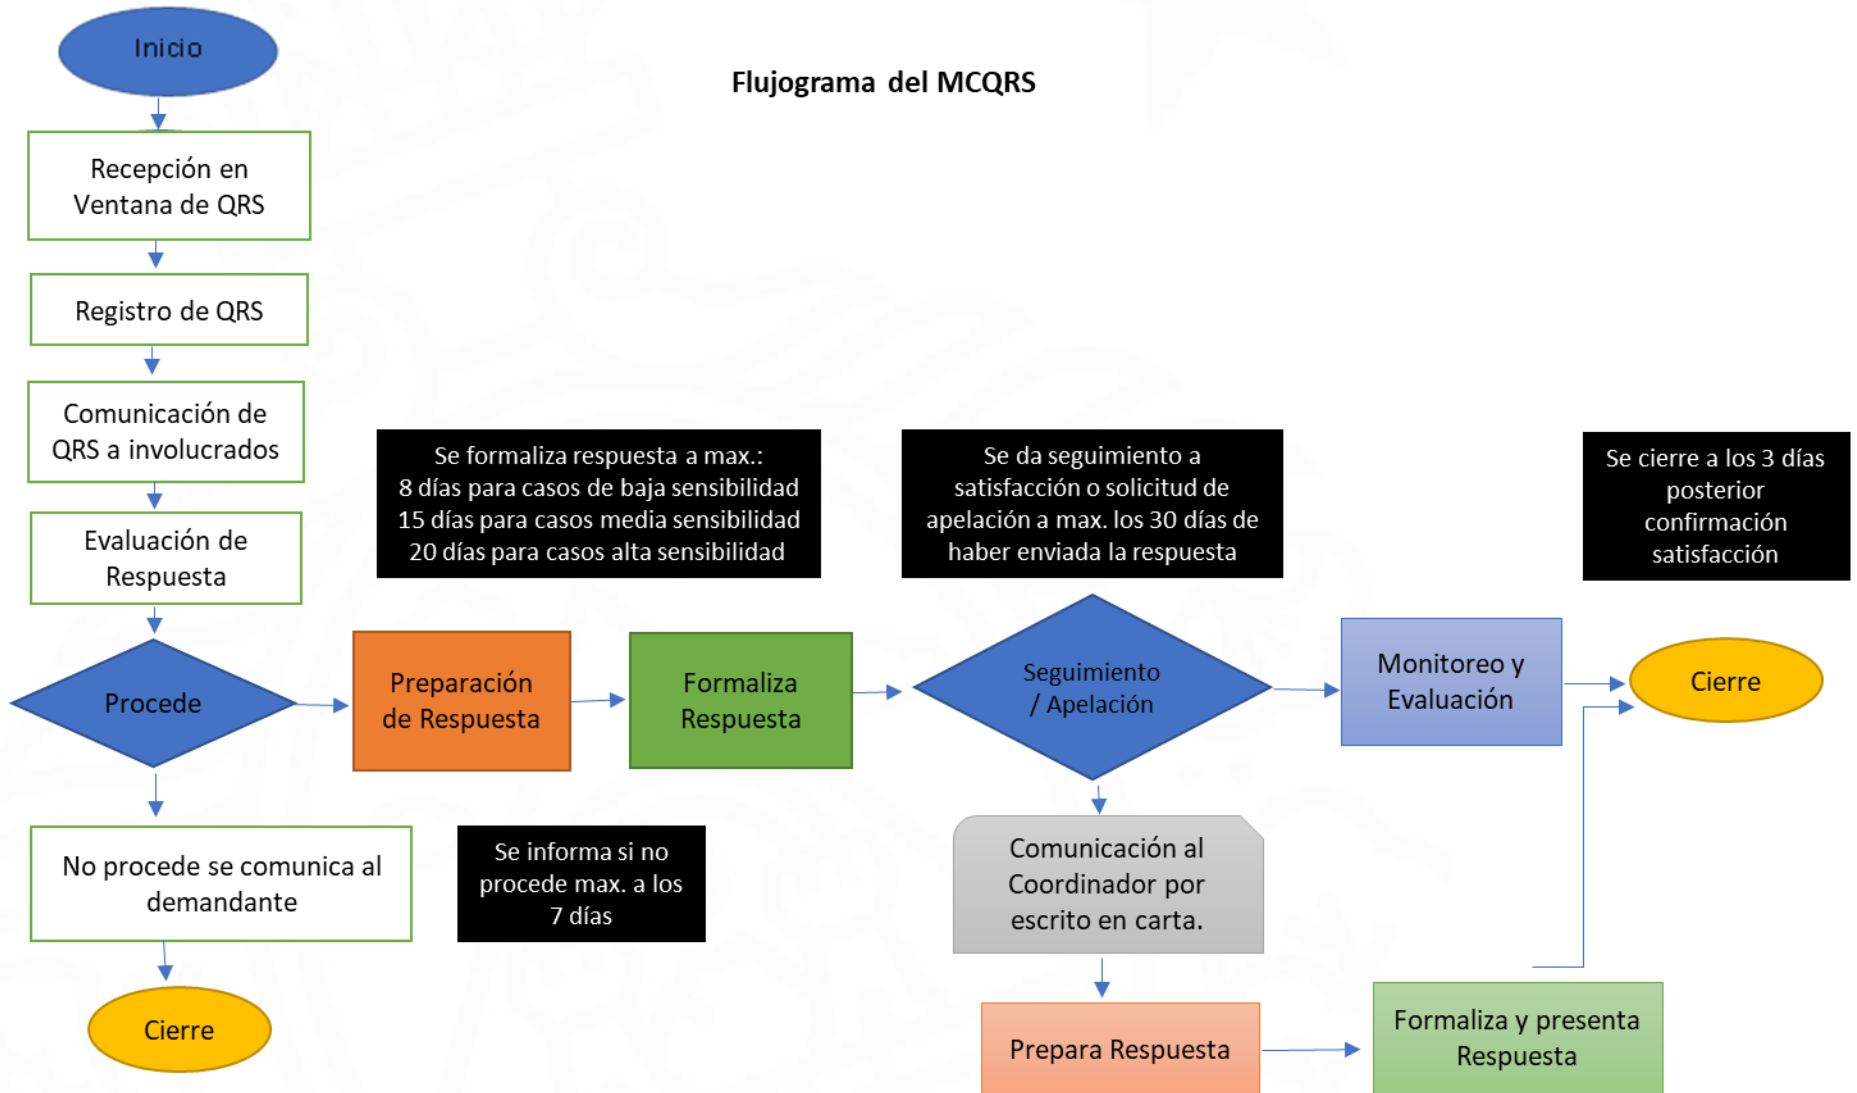 Inicio
Flujograma del MCQRS
Recepción en
Ventana de QRS
Registro de QRS
Comunicación de
QRS a involucrados
Evaluación de
Respuesta
Procede
No procede se comunica al
demandante
Cierre
Se informa si no
procede max. a los
7 días
Se formaliza respuesta a max.:
8 días para casos de baja sensibilidad
15 días para casos media sensibilidad
20 días para casos alta sensibilidad
Preparación
de Respuesta
Formaliza
Respuesta
Se da seguimiento a
satisfacción o solicitud de
apelación a max. los 30 días de
haber enviada la respuesta
Seguimiento
/ Apelación
Comunicación al
Coordinador por
escrito en carta.
Prepara Respuesta
Formaliza y presenta
Respuesta
Monitoreo y
Evaluación
Se cierre a los 3 días
posterior
confirmación
satisfacción
Cierre